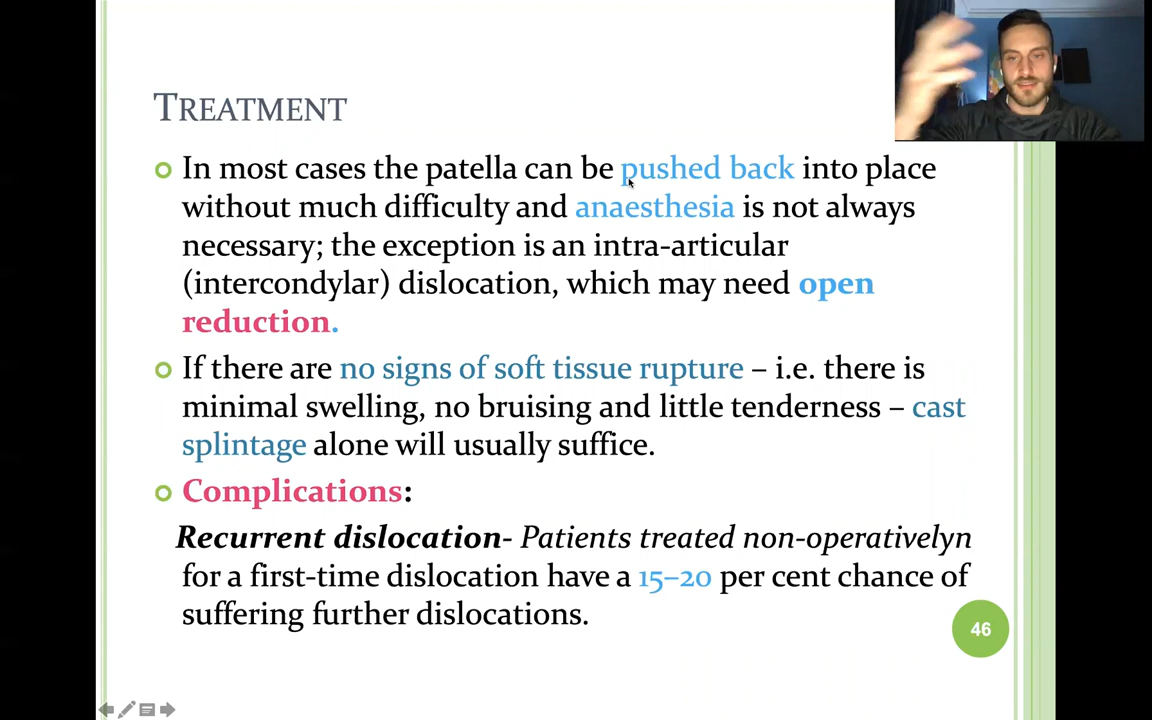 TREATMENT
In most cases the patella can be pushed back into place
without much difficulty and anaesthesia is not always
necessary; the exception is an intra-articular
(intercondylar) dislocation, which may need open
reduction.
If there are no signs of soft tissue rupture – i.e. there is
minimal swelling, no bruising and little tenderness – cast
splintage alone will usually suffice.
Complications:
Recurrent dislocation- Patients treated non-operativelyn
for a first-time dislocation have a 15–20 per cent chance of
suffering further dislocations.
46